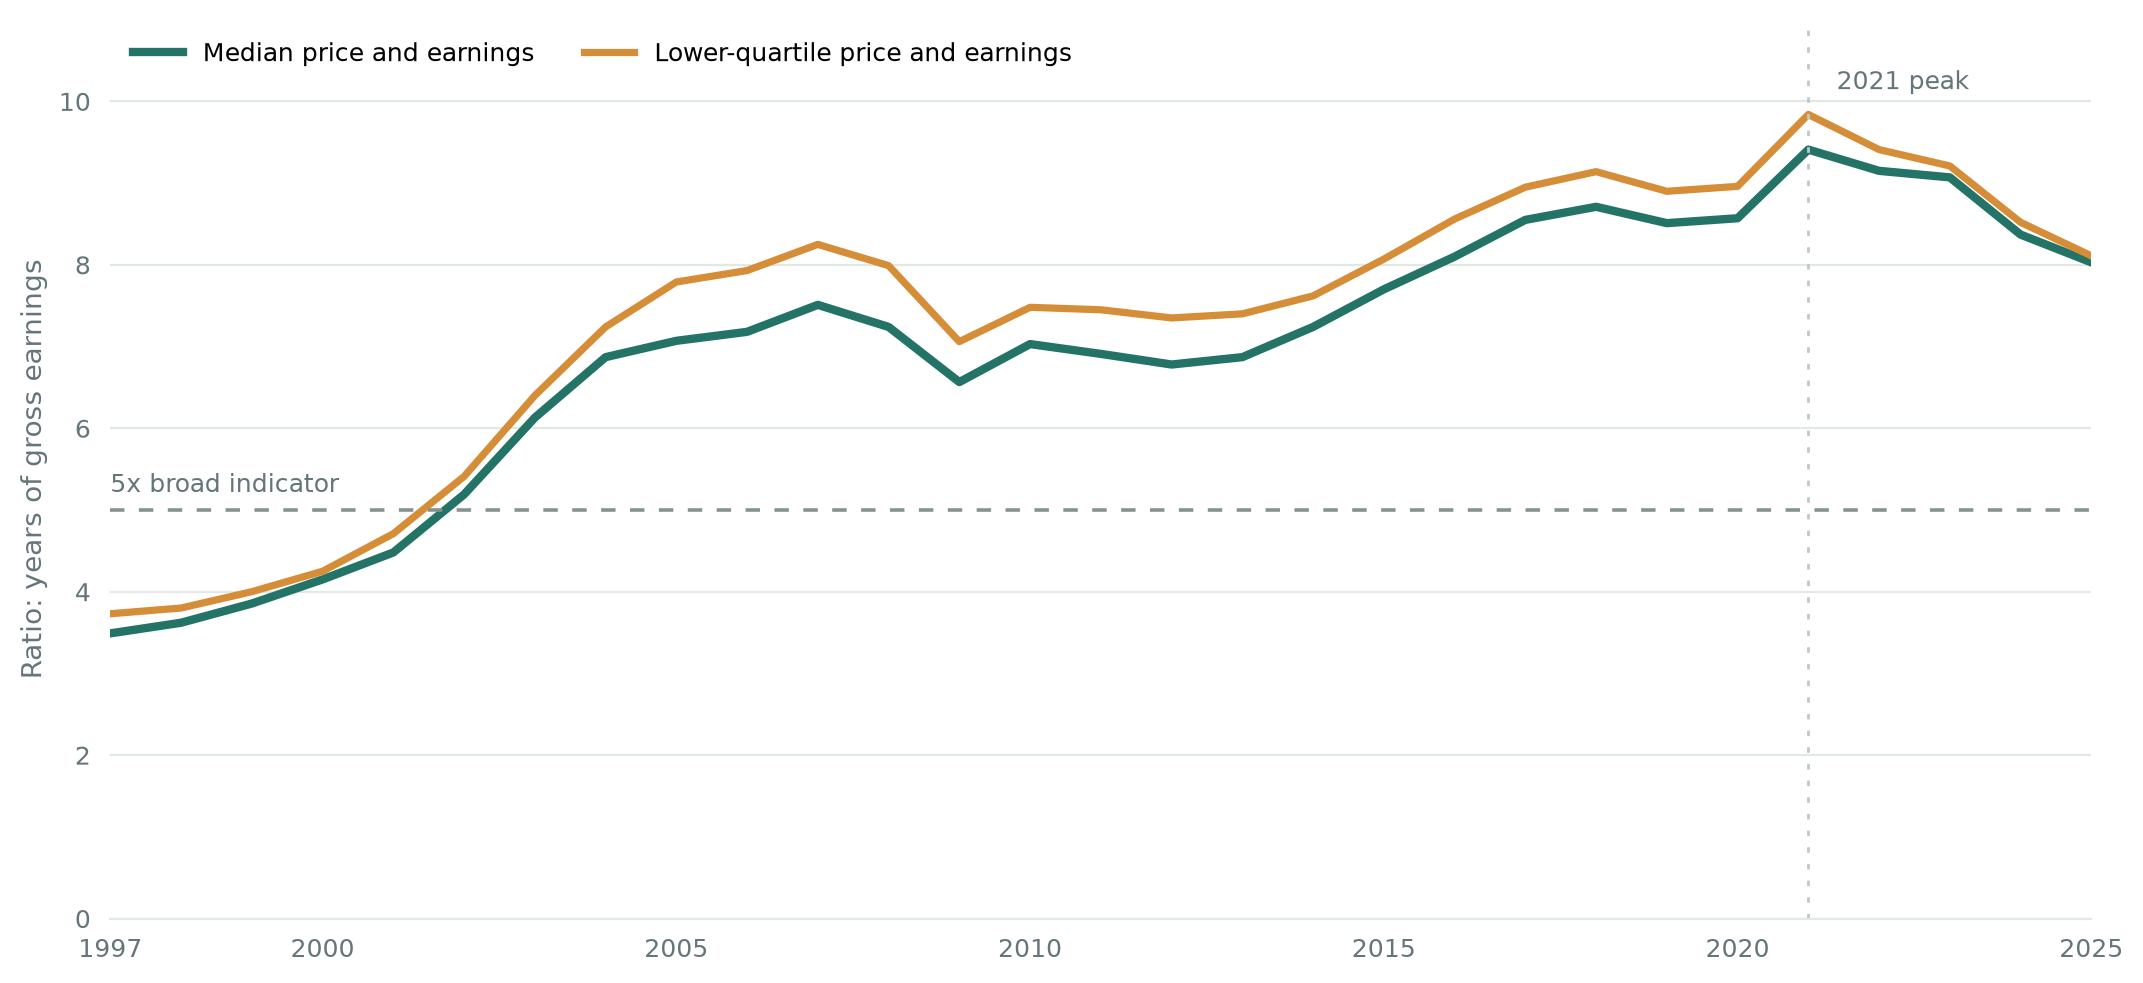 Median price and earnings
Lower-quartile price and earnings
2021 peak
10
8
6
4
2
0
Ratio: years of gross earnings
5x broad indicator
1997
2000
2005
2010
2015
2020
2025